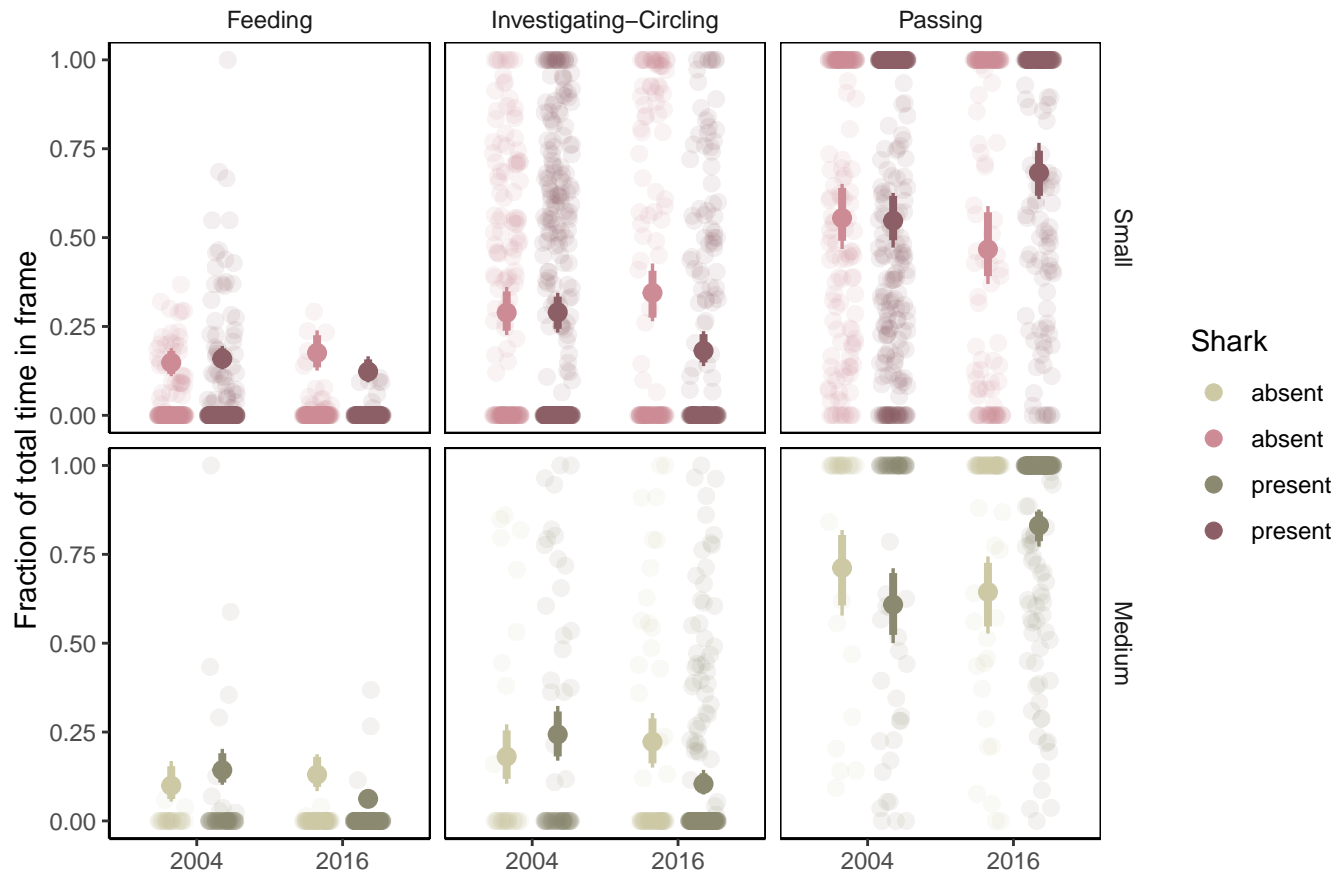 Feeding
Investigating−Circling
Passing
Fraction of total time in frame
1.00
0.75
0.50
0.25
0.00
Small
1.00
0.75
0.50
0.25
0.00
Medium
2004
2016
2004
2016
2004
2016
Shark
absent
absent
present
present